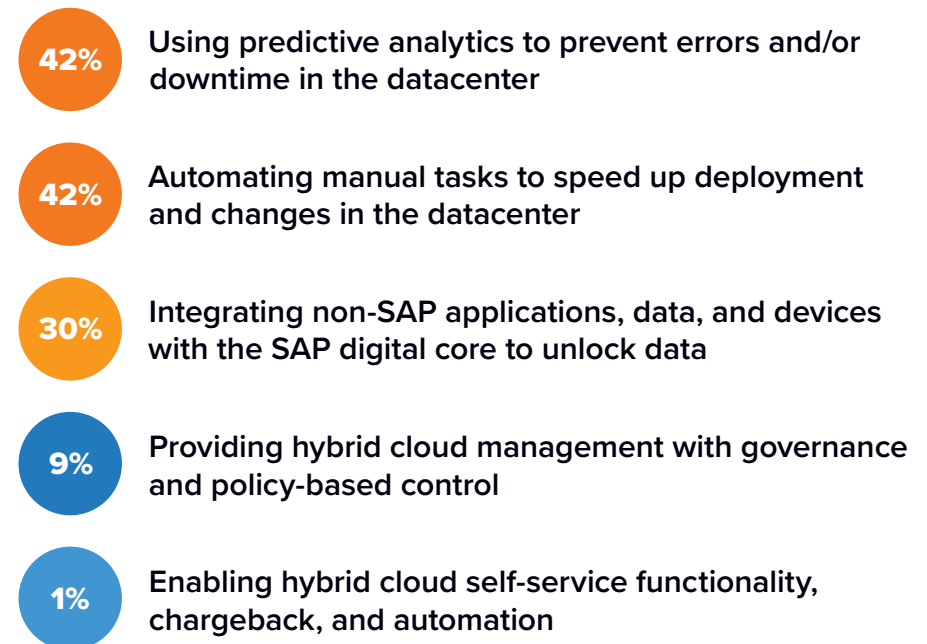 42%
Using predictive analytics to prevent errors and/or
downtime in the datacenter
42%
Automating manual tasks to speed up deployment
and changes in the datacenter
30%
Integrating non-SAP applications, data, and devices
with the SAP digital core to unlock data
9%
Providing hybrid cloud management with governance
and policy-based control
1%
Enabling hybrid cloud self-service functionality,
chargeback, and automation